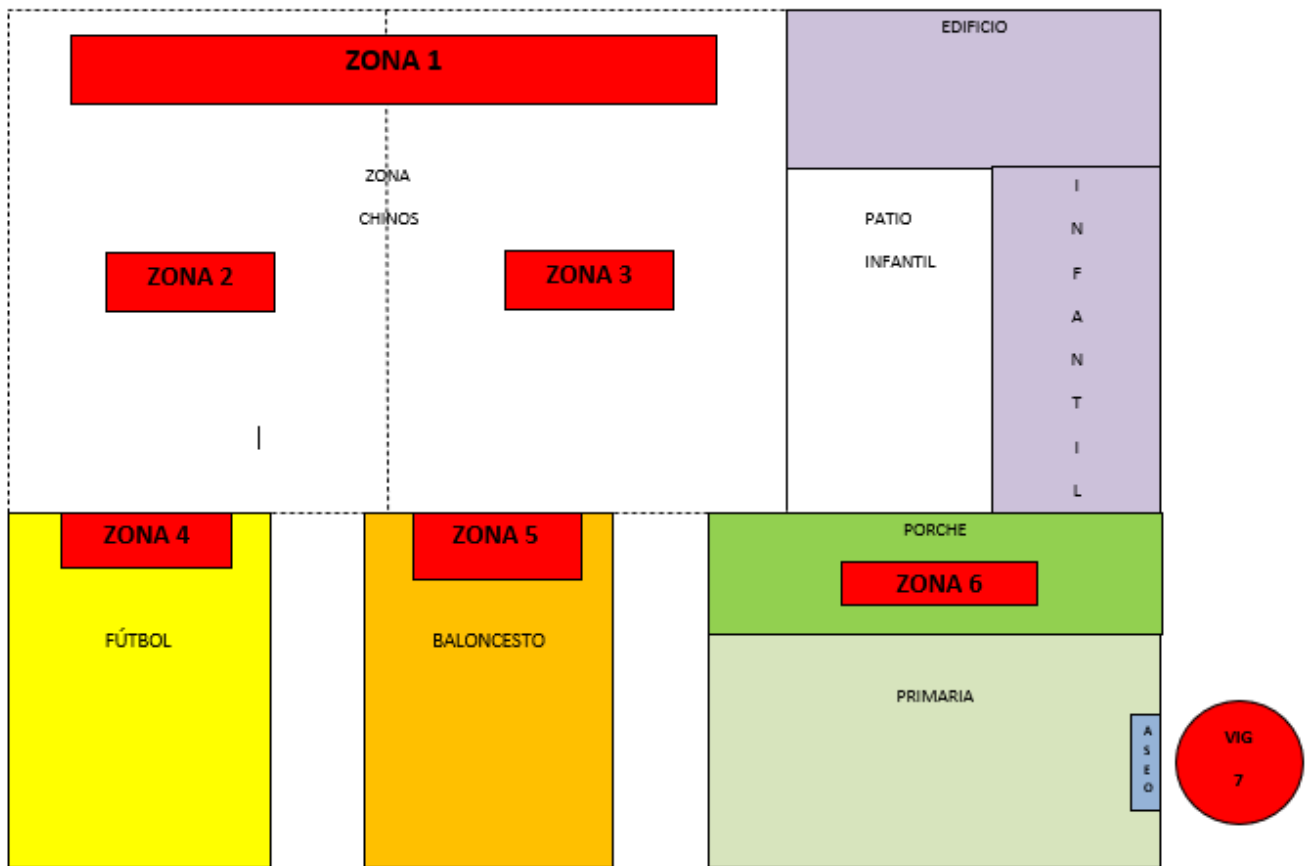 EDIFICIO
ZONA 1
ZONA
CHINOS
PATIO
INFANTIL
I
N
F
A
N
T
I
L
ZONA 2
ZONA 3
ZONA 4
ZONA 5
PORCHE
ZONA 6
FÚTBOL
BALONCESTO
PRIMARIA
A
S
E
O
VIG
7